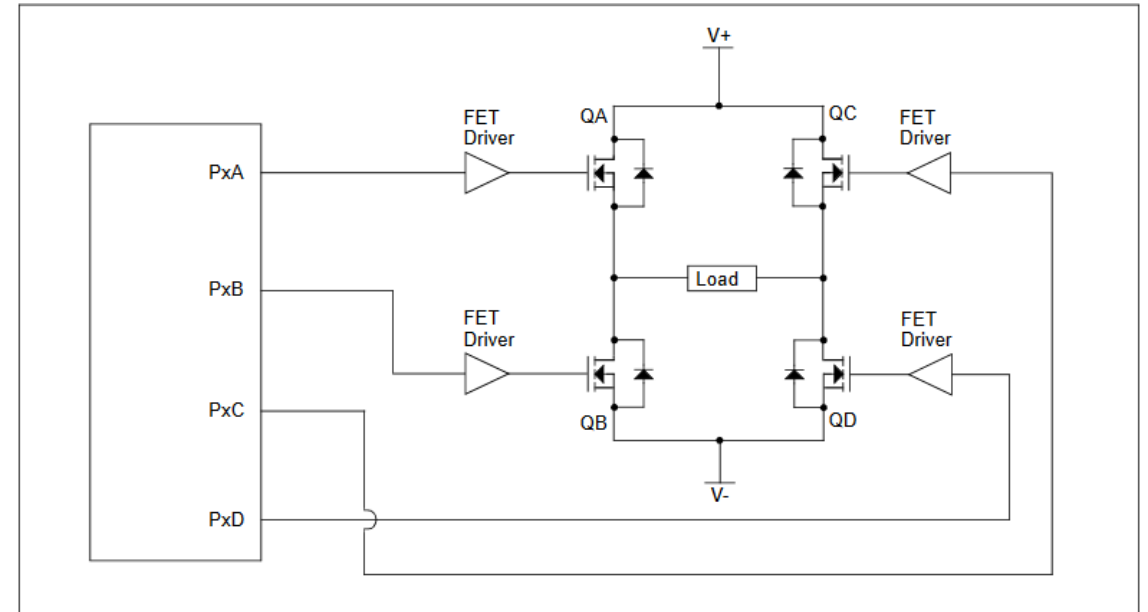 V+
FET
Driver
QA
QC
FET
Driver
PxA
Load
PxB
FET
Driver
FET
Driver
PxC
QB
QD
V-
PxD